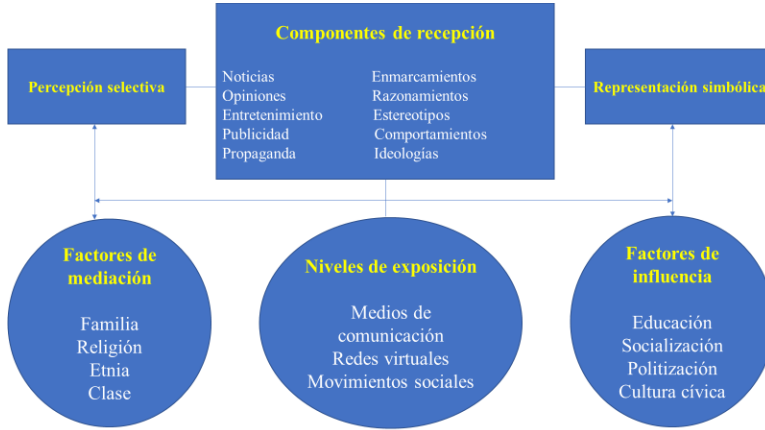 Componentes de recepción
Percepción selectiva
Noticias
Opiniones
Entretenimiento
Publicidad
Propaganda
Enmarcamientos
Razonamientos
Estereotipos
Comportamientos
Ideologías
Representación simbólica
Factores de
mediación
Familia
Religión
Etnia
Clase
Niveles de exposición
Medios de
comunicación
Redes virtuales
Movimientos sociales
Factores de
influencia
Educación
Socialización
Politización
Cultura cívica